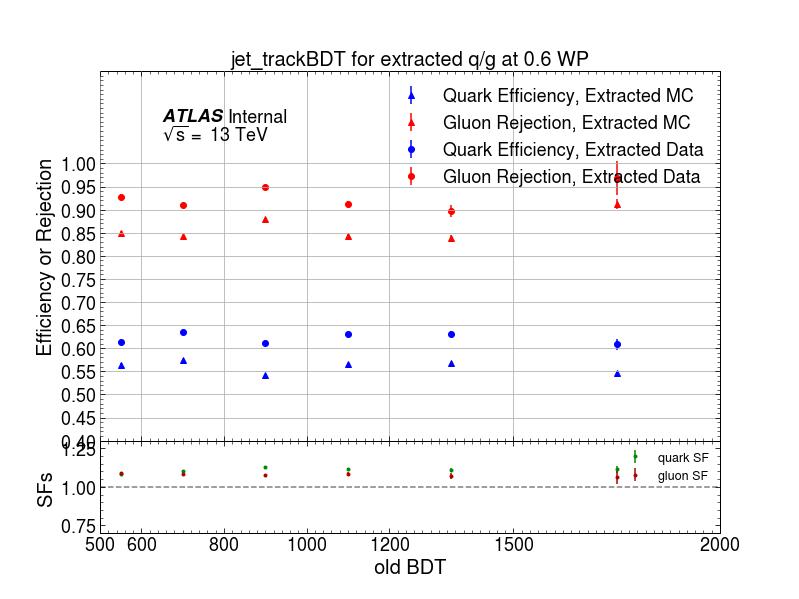 jet_trackBDT for extracted q/g at 0.6 WP
ATLAS Internal
√s = 13 TeV
Quark Efficiency, Extracted MC
Gluon Rejection, Extracted MC
Quark Efficiency, Extracted Data
Gluon Rejection, Extracted Data
Efficiency or Rejection
1.00
0.95
0.90
0.85
0.80
0.75
0.70
0.65
0.60
0.55
0.50
0.45
0.40
1.25
1.00
0.75
SFs
quark SF
gluon SF
500 600 800 1000 1200 1500 2000
old BDT